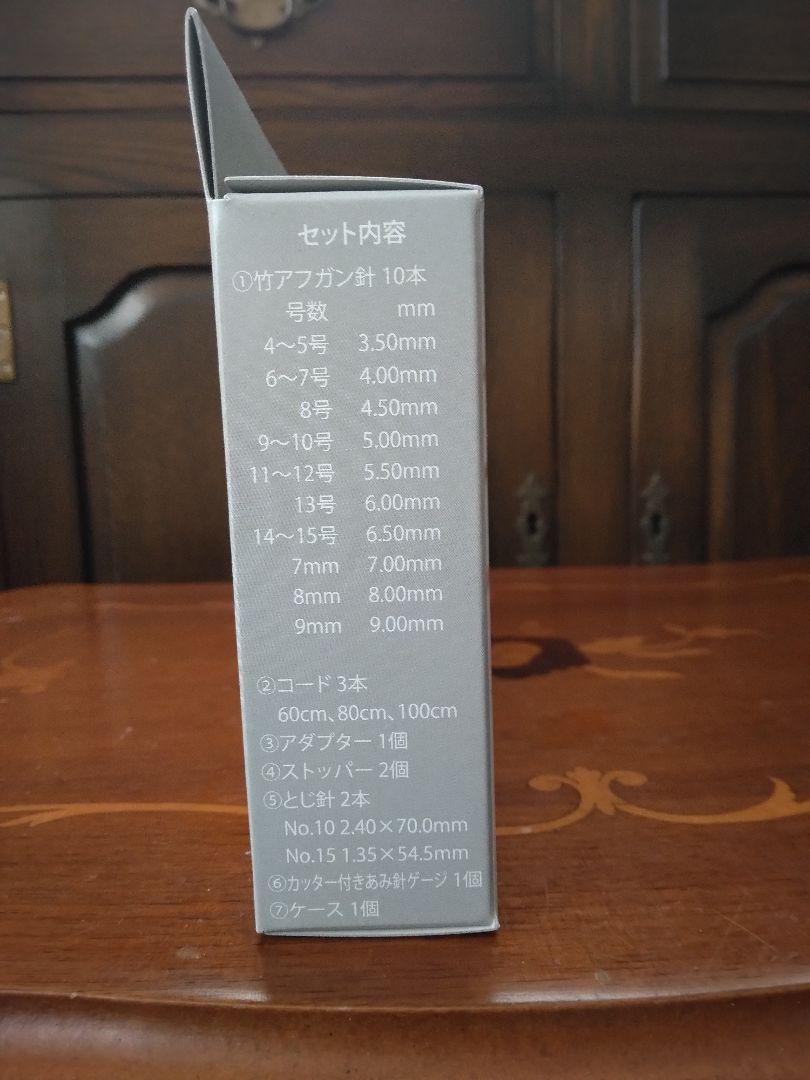 セット内容
①竹アフガン針 10本
号数 mm
4～5号 3.50mm
6～7号 4.00mm
8号 4.50mm
9～10号 5.00mm
11～12号 5.50mm
13号 6.00mm
14～15号 6.50mm
7mm 7.00mm
8mm 8.00mm
9mm 9.00mm
②コード 3本
60cm、80cm、100cm
③アダプター 1個
④ストッパー 2個
⑤とじ針 2本
No.10 2.40×70.0mm
No.15 1.35×54.5mm
⑥カッター付きあみ針ゲージ 1個
⑦ケース 1個